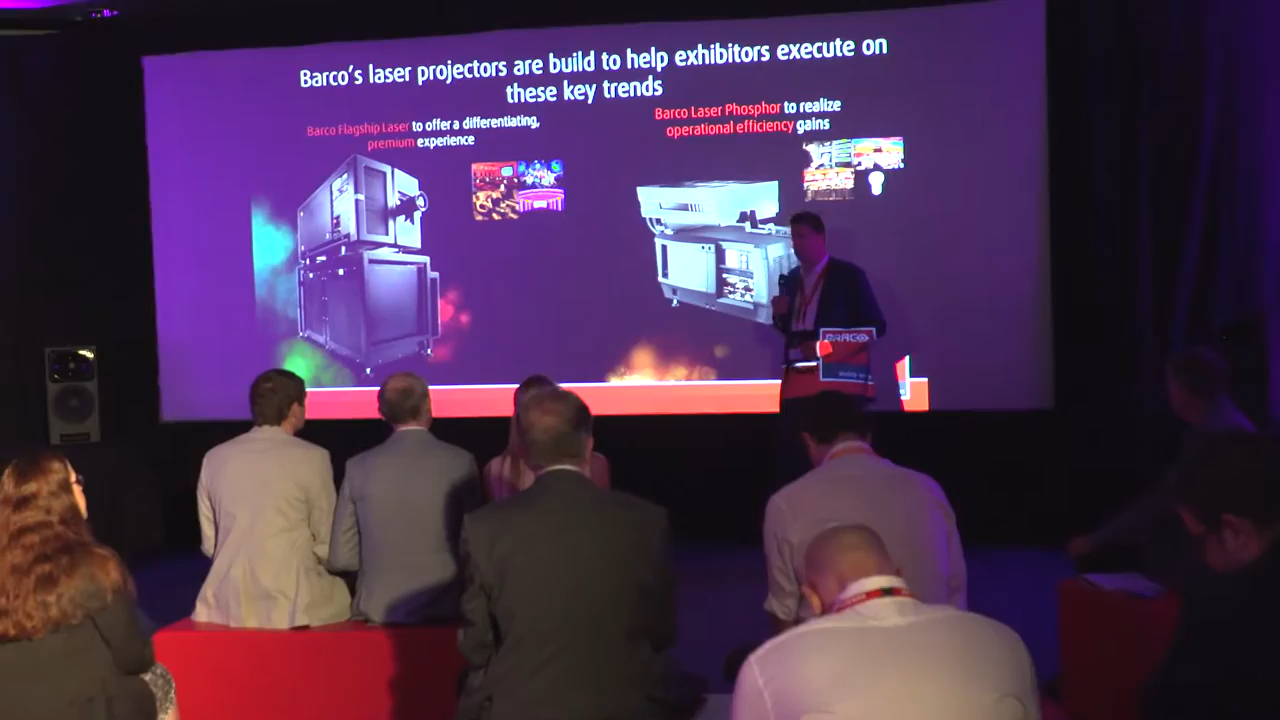 Barco's laser projectors are build to help exhibitors execute on
these key trends
Barco Flagship Laser to offer a differentiating,
premium experience
Barco Laser Phosphor to realize
operational efficiency gains
BARCO